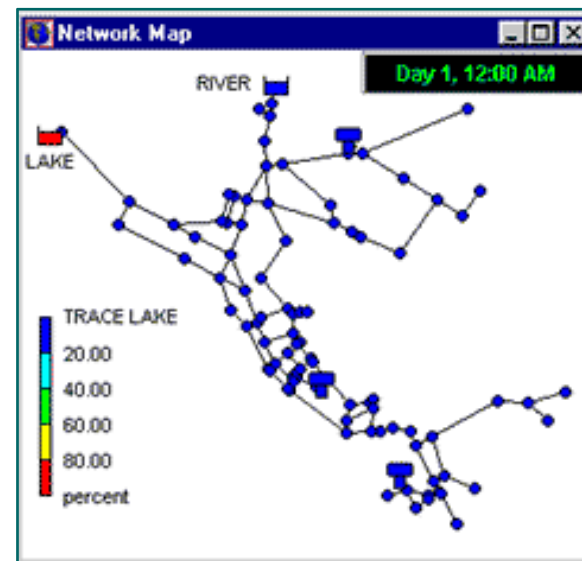 Network Map
Day 1, 12:00 AM
RIVER
LAKE
TRACE LAKE
20.00
40.00
60.00
80.00
percent